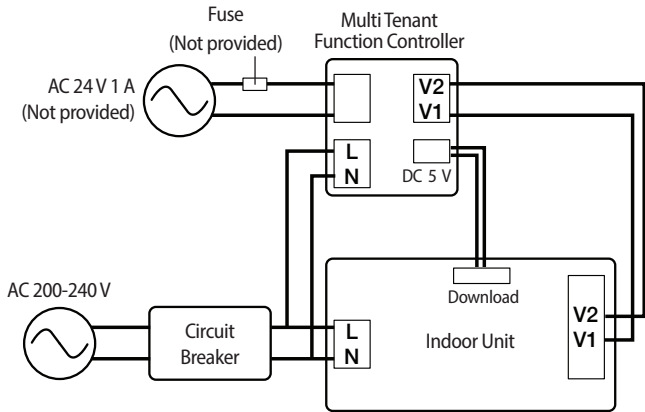 Fuse
(Not provided)
Multi Tenant
Function Controller
AC 24 V 1 A
(Not provided)
V2
V1
L
N
DC 5 V
AC 200-240 V
Circuit
Breaker
L
N
Download
Indoor Unit
V2
V1